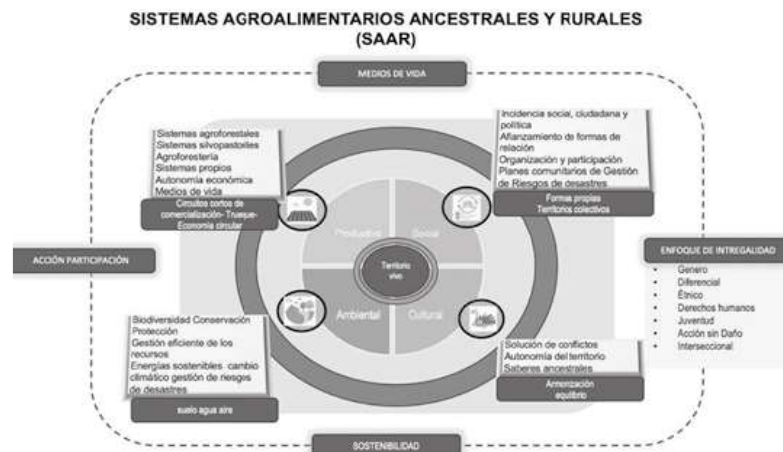 SISTEMAS AGROALIMENTARIOS ANCESTRALES Y RURALES
(SAAR)
MEDIOS DE VIDA
Sistemas agroforestales
Sistemas silvopastoiles
Agroforestería
Sistemas propios
Autonomía económica
Medios de vida
Circuitos cortos de
comercialización- Trueque-
Economía circular
Incidencia social, ciudadana y
política
Afianzamiento de formas de
relación
Organización y participación
Planes comunitarios de Gestión
de Riesgos de desastres
Formas propias
Territorios colectivos
Productivo
Social
Territorio
vivo
Ambiental
Cultural
ACCIÓN PARTICIPACIÓN
ENFOQUE DE INTREGALIDAD
• Genero
• Diferencial
• Étnico
• Derechos humanos
• Juventud
• Acción sin Daño
• Interseccional
Biodiversidad Conservación
Protección
Gestión eficiente de los
recursos
Energías sostenibles cambio
climático gestión de riesgos
de desastres
suelo agua aire
Solución de conflictos
Autonomía del territorio
Saberes ancestrales
Armonización
equilibrio
SOSTENIBILIDAD